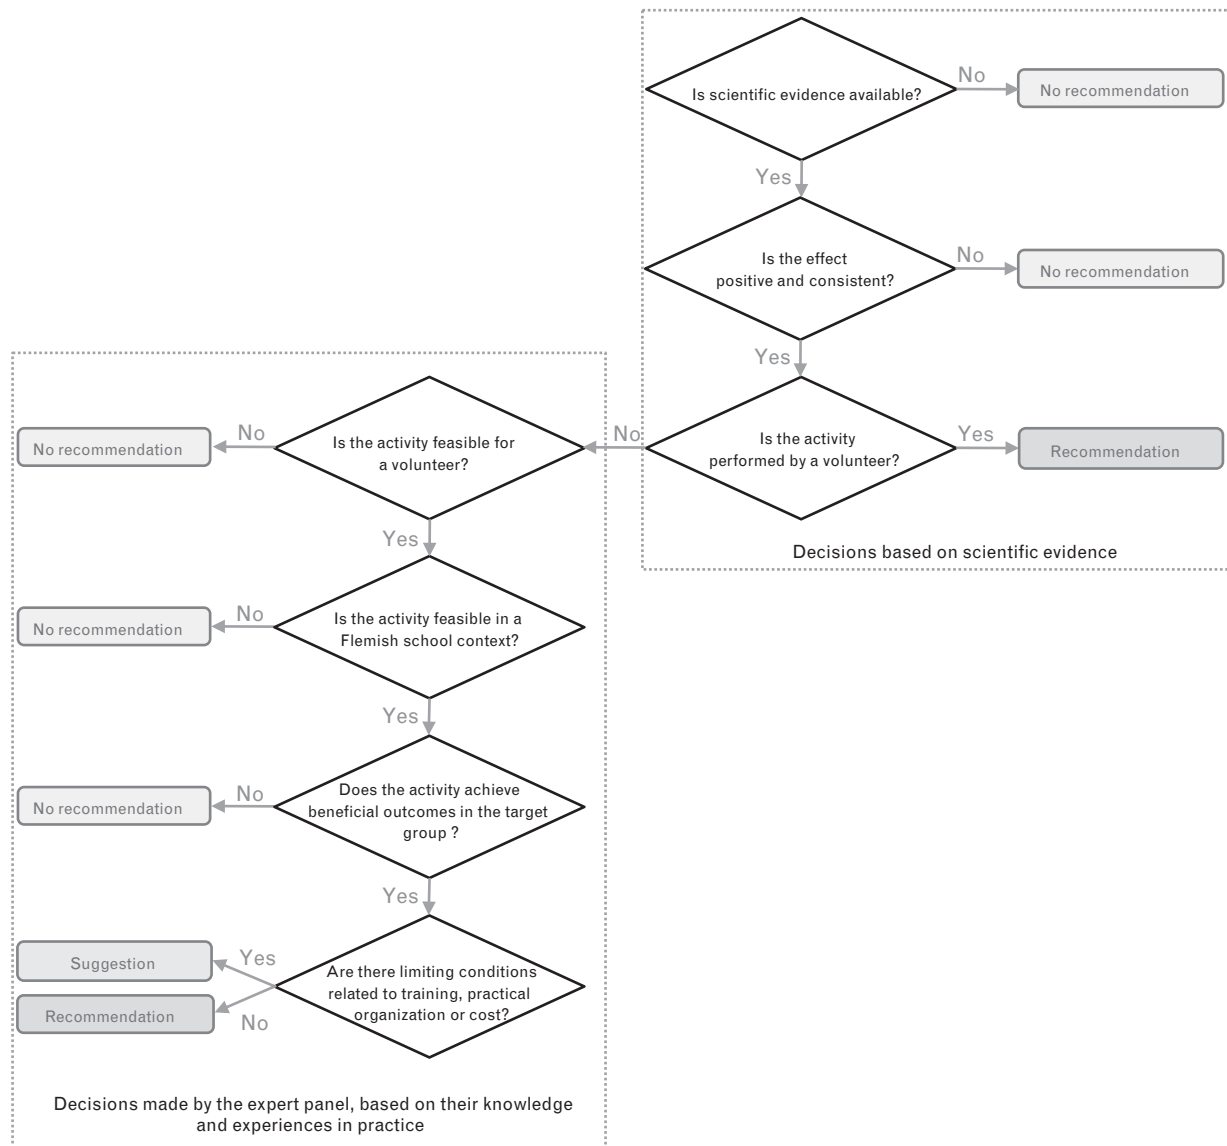 Is scientific evidence available?
No
No recommendation
Yes
Is the effect
positive and consistent?
No
No recommendation
Yes
Is the activity
performed by a volunteer?
Yes
Recommendation
No
Decisions based on scientific evidence
Is the activity feasible for
a volunteer?
No
No recommendation
Yes
Is the activity feasible in a
Flemish school context?
No
No recommendation
Yes
Does the activity achieve
beneficial outcomes in the target
group ?
No
No recommendation
Yes
Are there limiting conditions
related to training, practical
organization or cost?
Yes
Suggestion
No
Recommendation
Decisions made by the expert panel, based on their knowledge
and experiences in practice